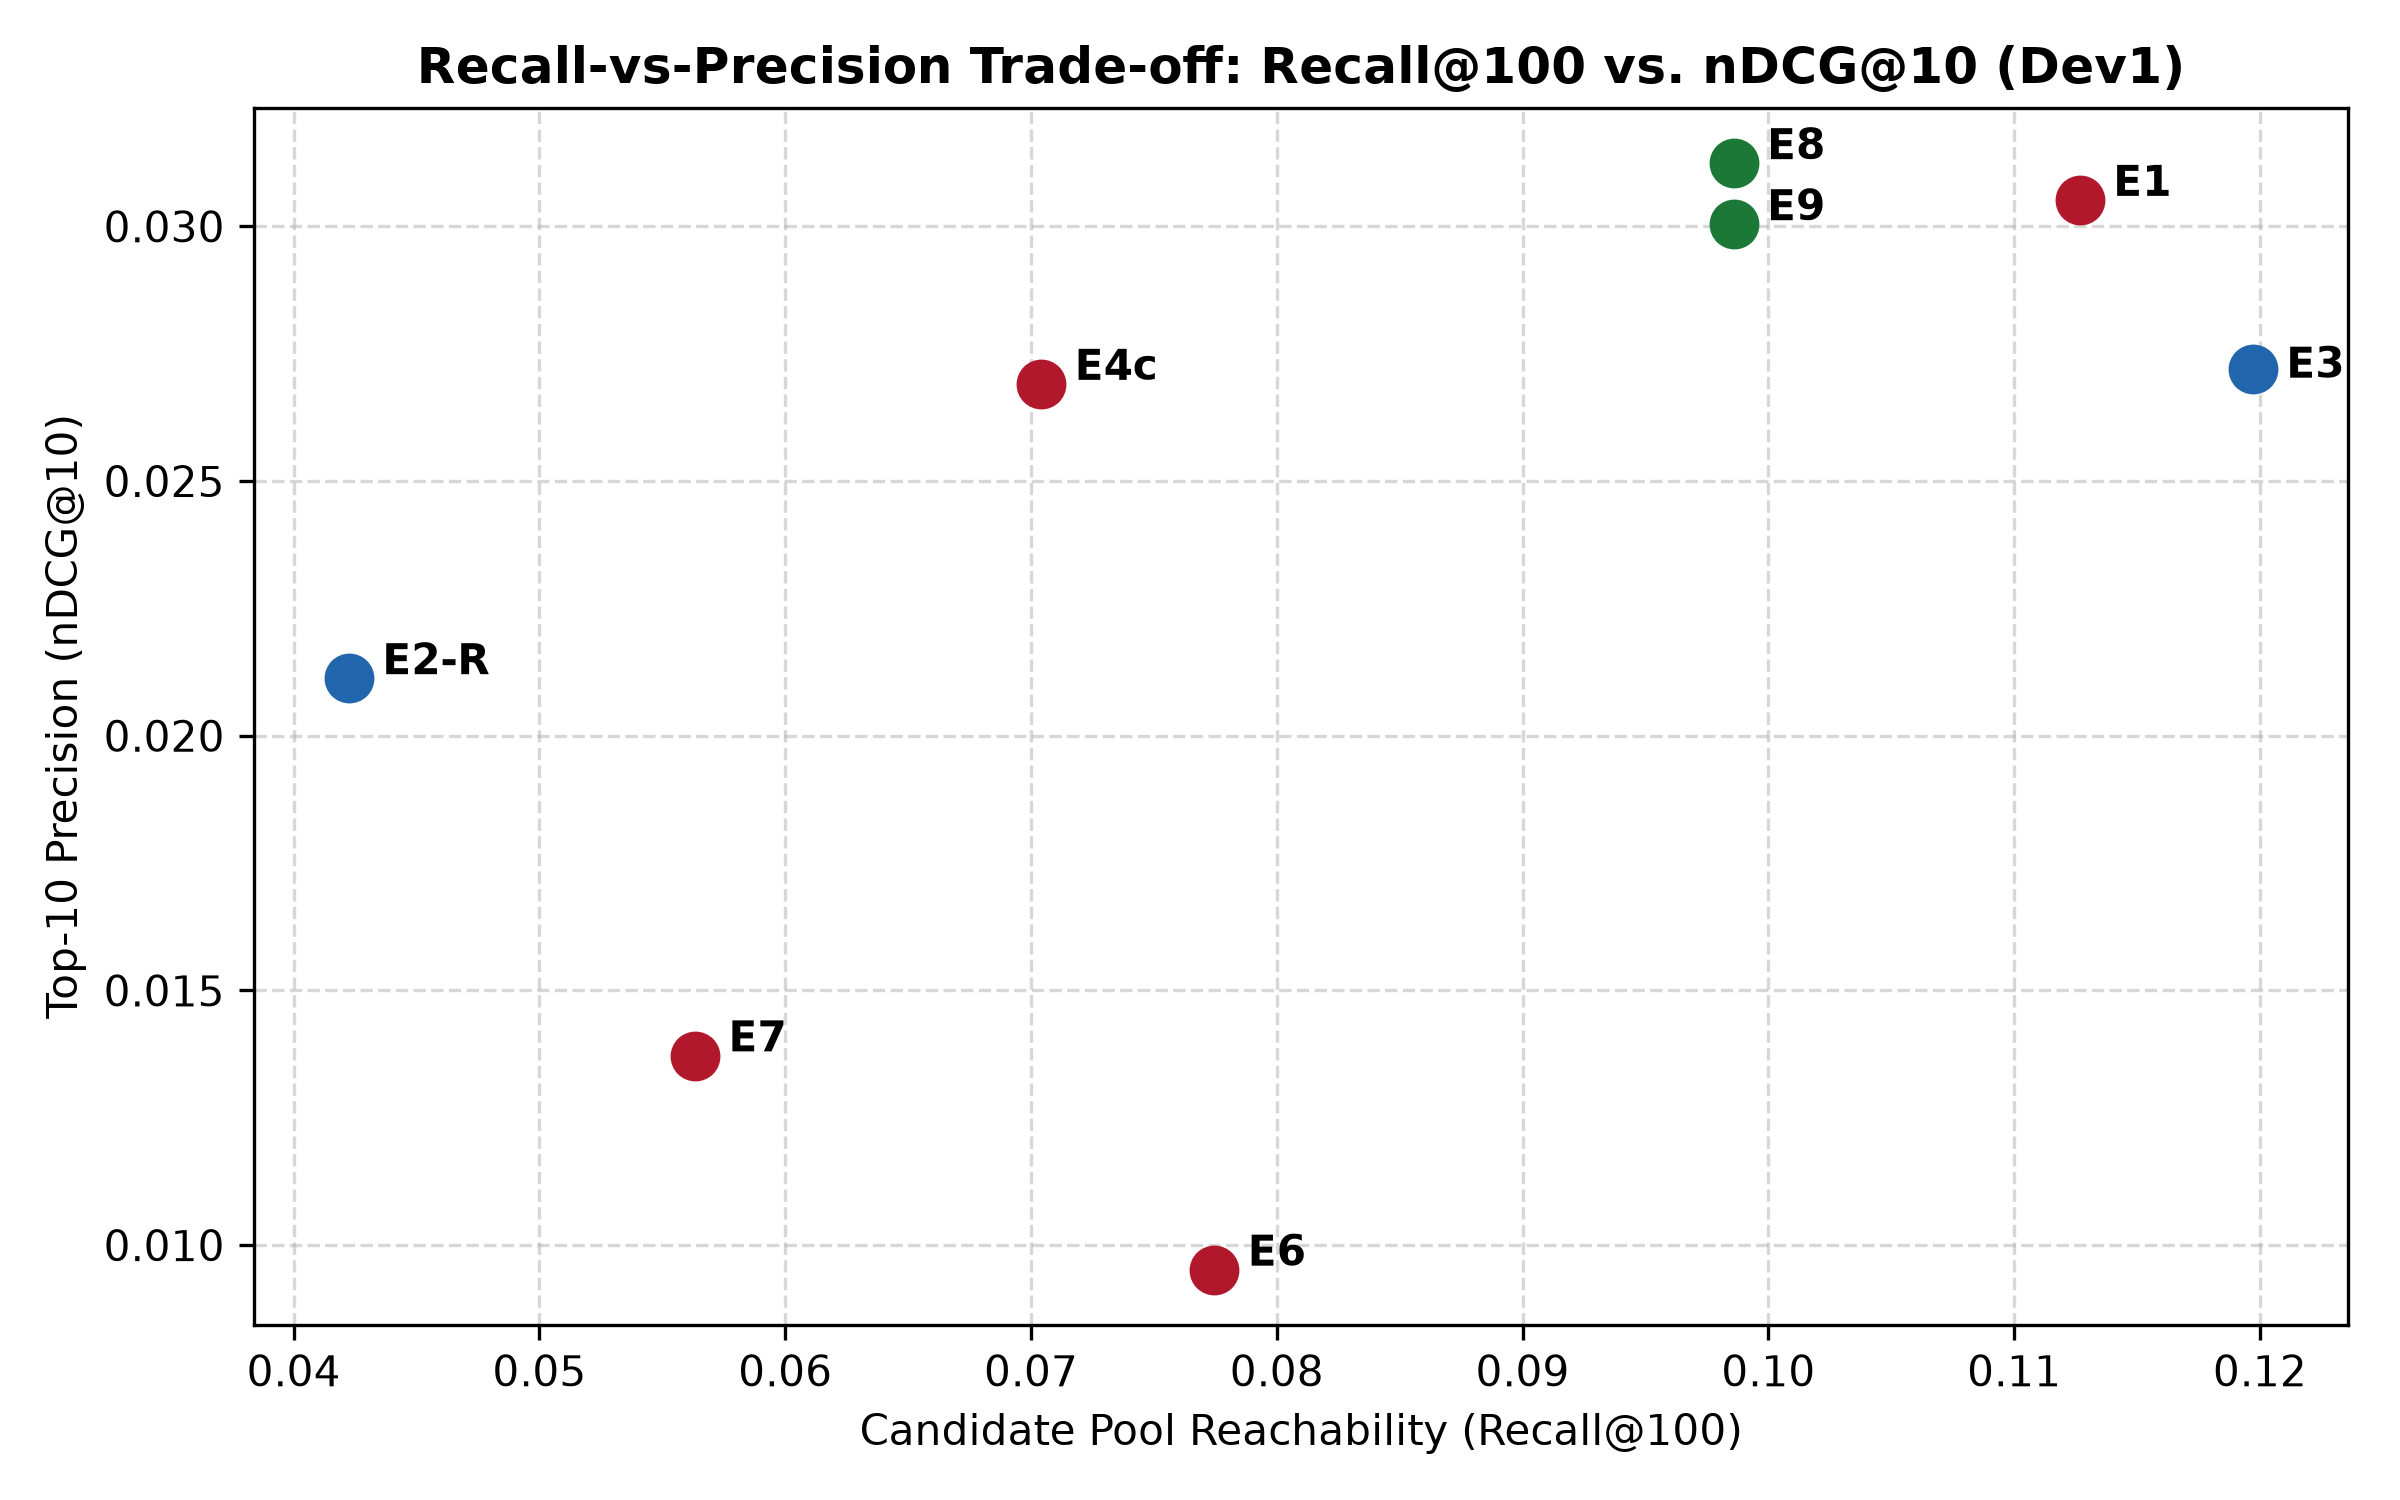 Recall-vs-Precision Trade-off: Recall@100 vs. nDCG@10 (Dev1)
E8
E1
E9
0.030
E4c
E3
0.025
E2-R
0.020
0.015
E7
0.010
E6
Top-10 Precision (nDCG@10)
0.04 0.05 0.06 0.07 0.08 0.09 0.10 0.11 0.12
Candidate Pool Reachability (Recall@100)